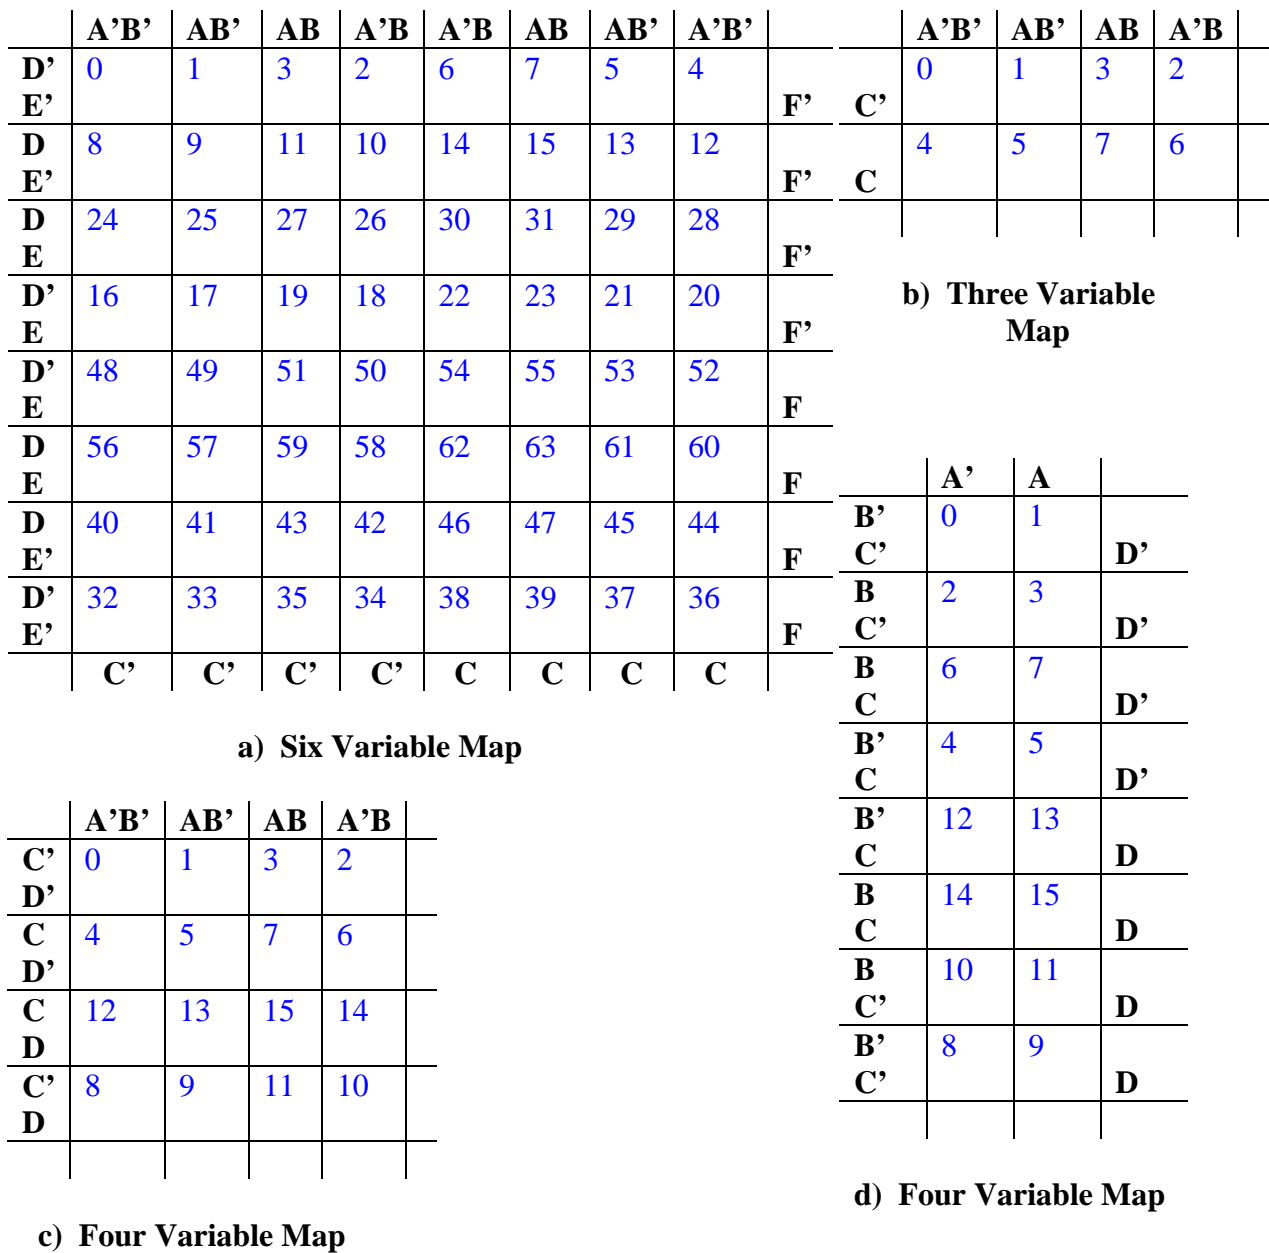 A’B’ AB’ AB A’B A’B AB AB’ A’B’
D’ 0 1 3 2 6 7 5 4
E’ F’
D 8 9 11 10 14 15 13 12
E’ F’
D 24 25 27 26 30 31 29 28
E F’
D’ 16 17 19 18 22 23 21 20
E F’
D’ 48 49 51 50 54 55 53 52
E F
D 56 57 59 58 62 63 61 60
E F
D 40 41 43 42 46 47 45 44
E’ F
D’ 32 33 35 34 38 39 37 36
E’ F
C’ C’ C’ C’ C C C C
a) Six Variable Map
A’B’ AB’ AB A’B
0 1 3 2
C’
4 5 7 6
C
b) Three Variable
Map
A’B’ AB’ AB A’B
C’ 0 1 3 2
D’
C 4 5 7 6
D’
C 12 13 15 14
D
C’ 8 9 11 10
D
c) Four Variable Map
A’ A
B’ 0 1
C’ D’
B 2 3
C’ D’
B 6 7
C D’
B’ 4 5
C D’
B’ 12 13
C D
B 14 15
C D
B 10 11
C’ D
B’ 8 9
C’ D
d) Four Variable Map